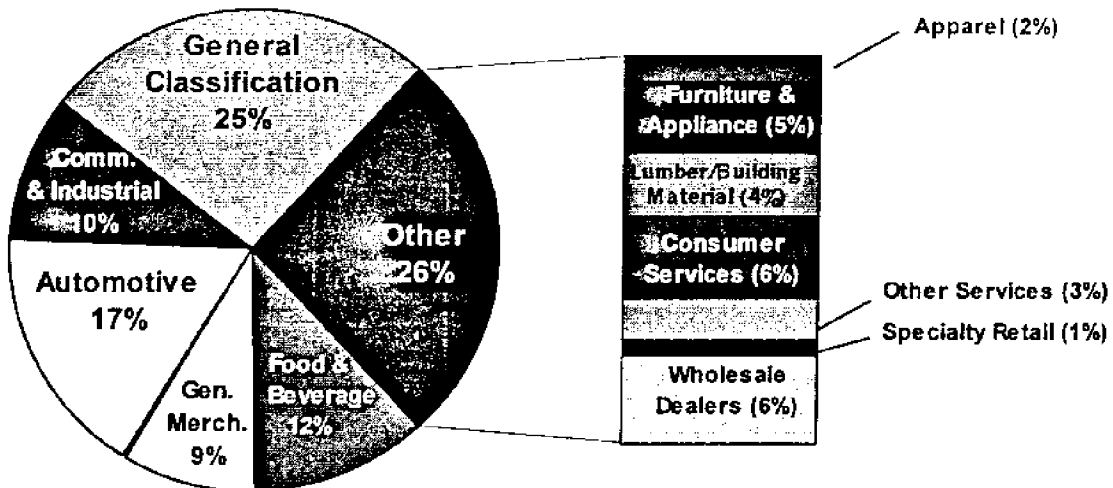 General
Classification
25%
Comm.
& Industrial
10%
Automotive
17%
Gen.
Merch.
9%
Food &
Beverage
12%
Other
26%
Apparel (2%)
Furniture &
Appliance (5%)
Lumber/Building
Material (4%)
Consumer
Services (6%)
Other Services (3%)
Specialty Retail (1%)
Wholesale
Dealers (6%)